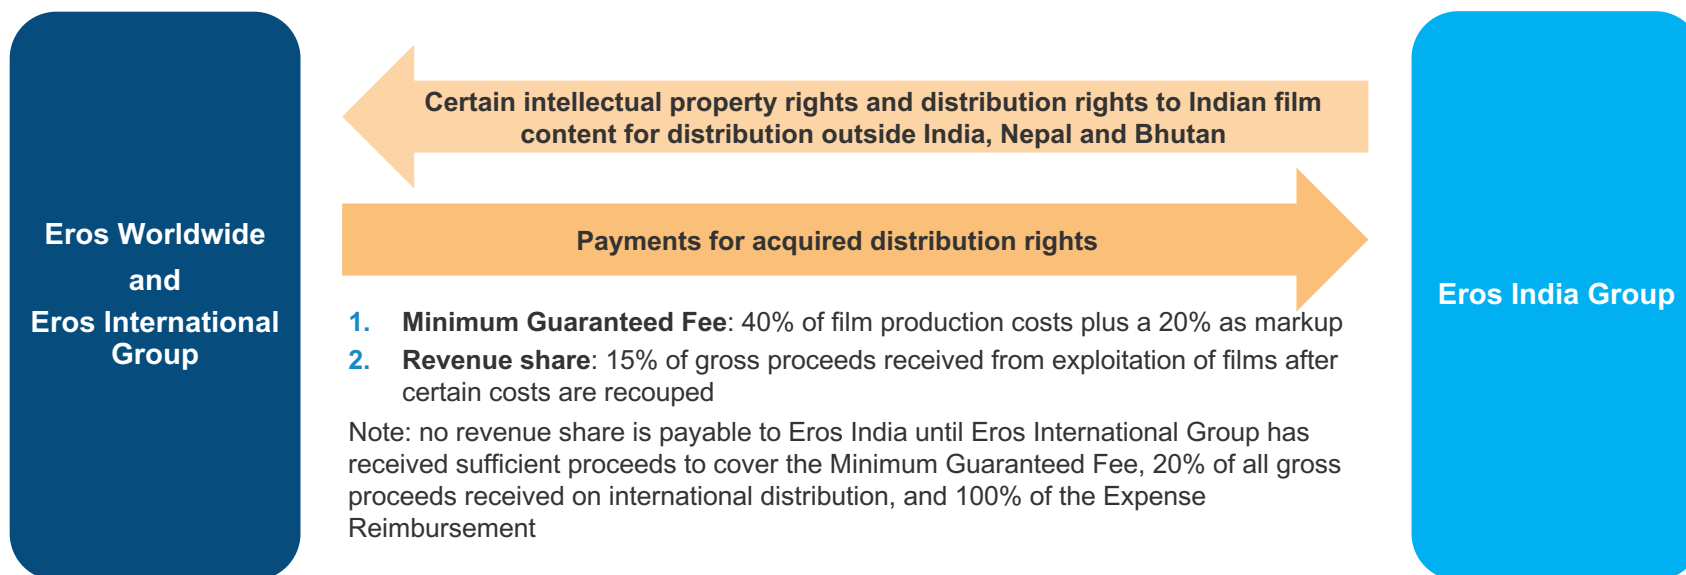 Eros Worldwide
and
Eros International
Group
Certain intellectual property rights and distribution rights to Indian film
content for distribution outside India, Nepal and Bhutan
Payments for acquired distribution rights
1. Minimum Guaranteed Fee: 40% of film production costs plus a 20% as markup
2. Revenue share: 15% of gross proceeds received from exploitation of films after
certain costs are recouped
Note: no revenue share is payable to Eros India until Eros International Group has
received sufficient proceeds to cover the Minimum Guaranteed Fee, 20% of all gross
proceeds received on international distribution, and 100% of the Expense
Reimbursement
Eros India Group